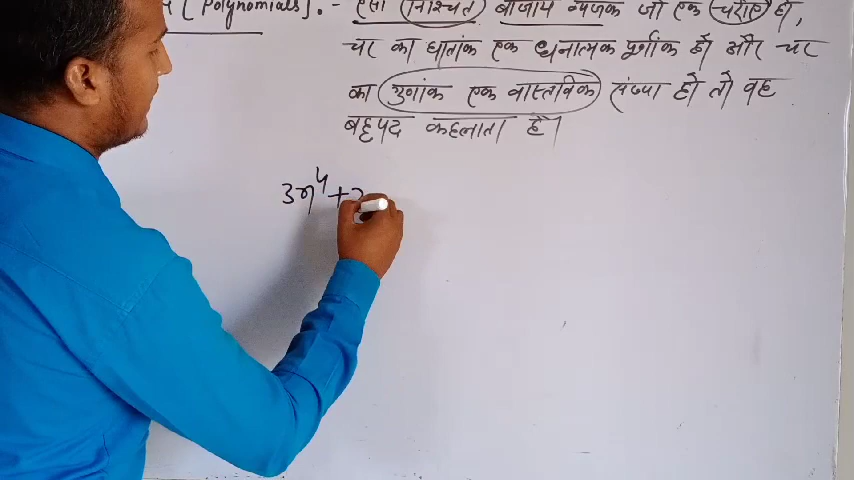 [Polynomials] :- ऐसा निश्चित बीजीय व्यंजक जो एक चरीय हो,
चर का घातांक एक धनात्मक पूर्णांक हो और चर
का गुणांक एक वास्तविक संख्या हो तो वह
बहुपद कहलाता है।
3x⁴+